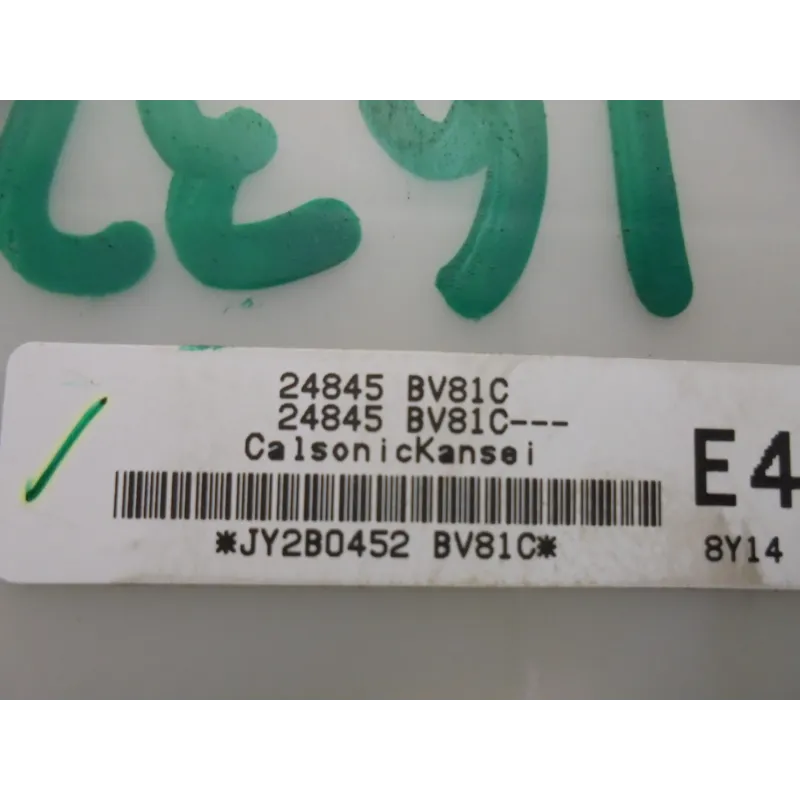 24845 BV81C
24845 BV81C---
CalsonicKansei
E4
*JY2B0452 BV81C*
8Y14